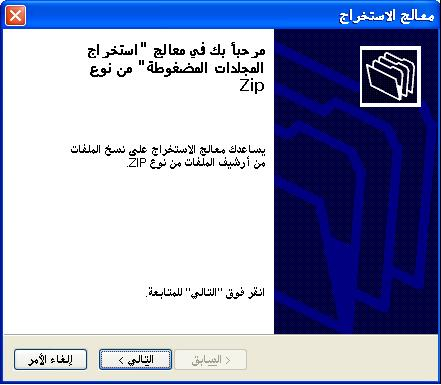 معالج الاستخراج
مرحباً بك في معالج "استخراج
المجلدات المضغوطة" من نوع
Zip
يساعدك معالج الاستخراج على نسخ الملفات
من أرشيف الملفات من نوع ZIP.
انقر فوق "التالي" للمتابعة.
< السابق
التالي >
إلغاء الأمر